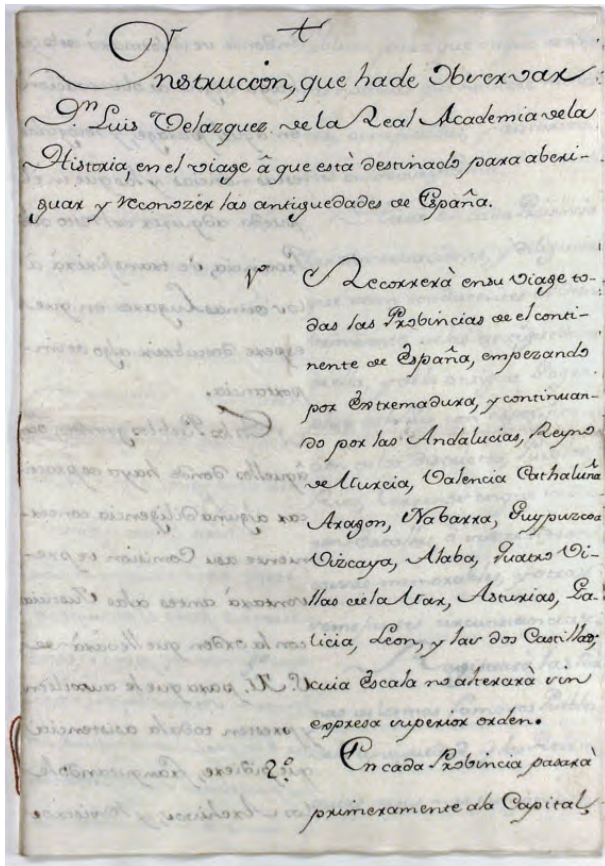 Instruccion, que ha de Observar
D.ⁿ Luis Velazquez de la Real Academia de la
Historia, en el viage â que està destinado para aberi-
guar y reconozer las antiguedades de España.
1º Recorrerà en su Viage to-
das las Probincias de el conti-
nente de España, empezando
por Extremadura, y continuan-
do por las Andalucias, Reyno
de Murcia, Valencia Cathaluña
Aragon, Nabarra, Guypuzcoa
Vizcaya, Alaba, Quatro Vi-
llas de la Mar, Asturias, Ga-
licia, Leon, y las dos Castillas;
cuia Escala no alterarà sin
expresa superior orden.
2º. En cada Probincia pasarà
primeramente a la Capital,